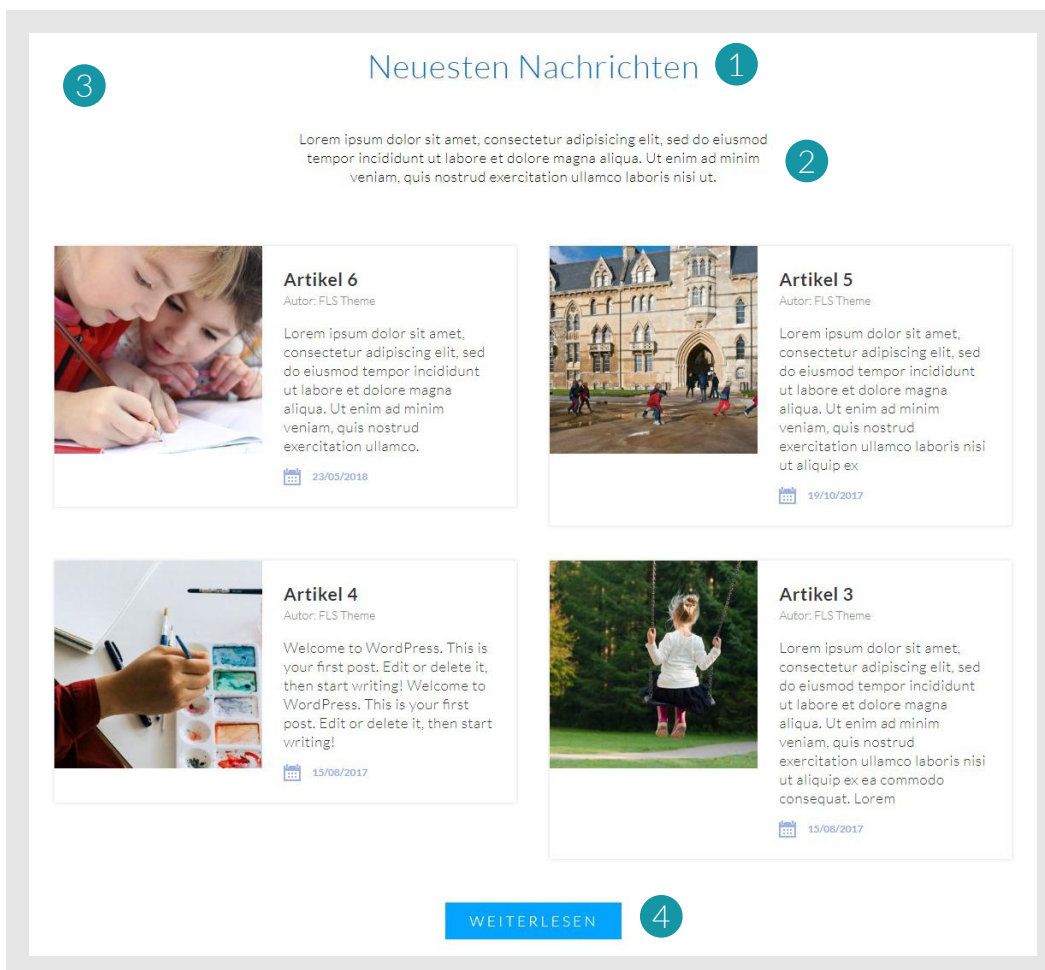 Neuesten Nachrichten 1
3
Lorem ipsum dolor sit amet, consectetur adipisicing elit, sed do eiusmod
tempor incididunt ut labore et dolore magna aliqua. Ut enim ad minim
veniam, quis nostrud exercitation ullamco laboris nisi ut.
2
Artikel 6
Autor: FLS Theme
Lorem ipsum dolor sit amet,
consectetur adipiscing elit, sed
do eiusmod tempor incididunt
ut labore et dolore magna
aliqua. Ut enim ad minim
veniam, quis nostrud
exercitation ullamco.
23/05/2018
Artikel 5
Autor: FLS Theme
Lorem ipsum dolor sit amet,
consectetur adipiscing elit, sed
do eiusmod tempor incididunt
ut labore et dolore magna
aliqua. Ut enim ad minim
veniam, quis nostrud
exercitation ullamco laboris nisi
ut aliquip ex
19/10/2017
Artikel 4
Autor: FLS Theme
Welcome to WordPress. This is
your first post. Edit or delete it,
then start writing! Welcome to
WordPress. This is your first
post. Edit or delete it, then start
writing!
15/08/2017
Artikel 3
Autor: FLS Theme
Lorem ipsum dolor sit amet,
consectetur adipiscing elit, sed
do eiusmod tempor incididunt
ut labore et dolore magna
aliqua. Ut enim ad minim
veniam, quis nostrud
exercitation ullamco laboris nisi
ut aliquip ex ea commodo
consequat. Lorem
15/08/2017
WEITERLESEN 4